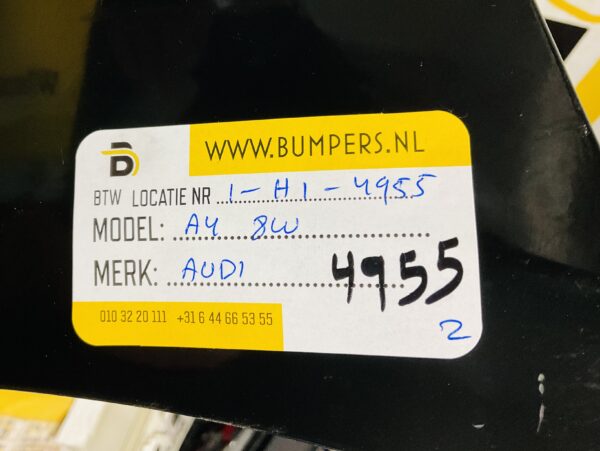 WWW.BUMPERS.NL
BTW LOCATIE NR 1-H1-4955
MODEL: A4 8W
MERK: AUDI
4955
010 32 20 111 +31 6 44 66 53 55
2